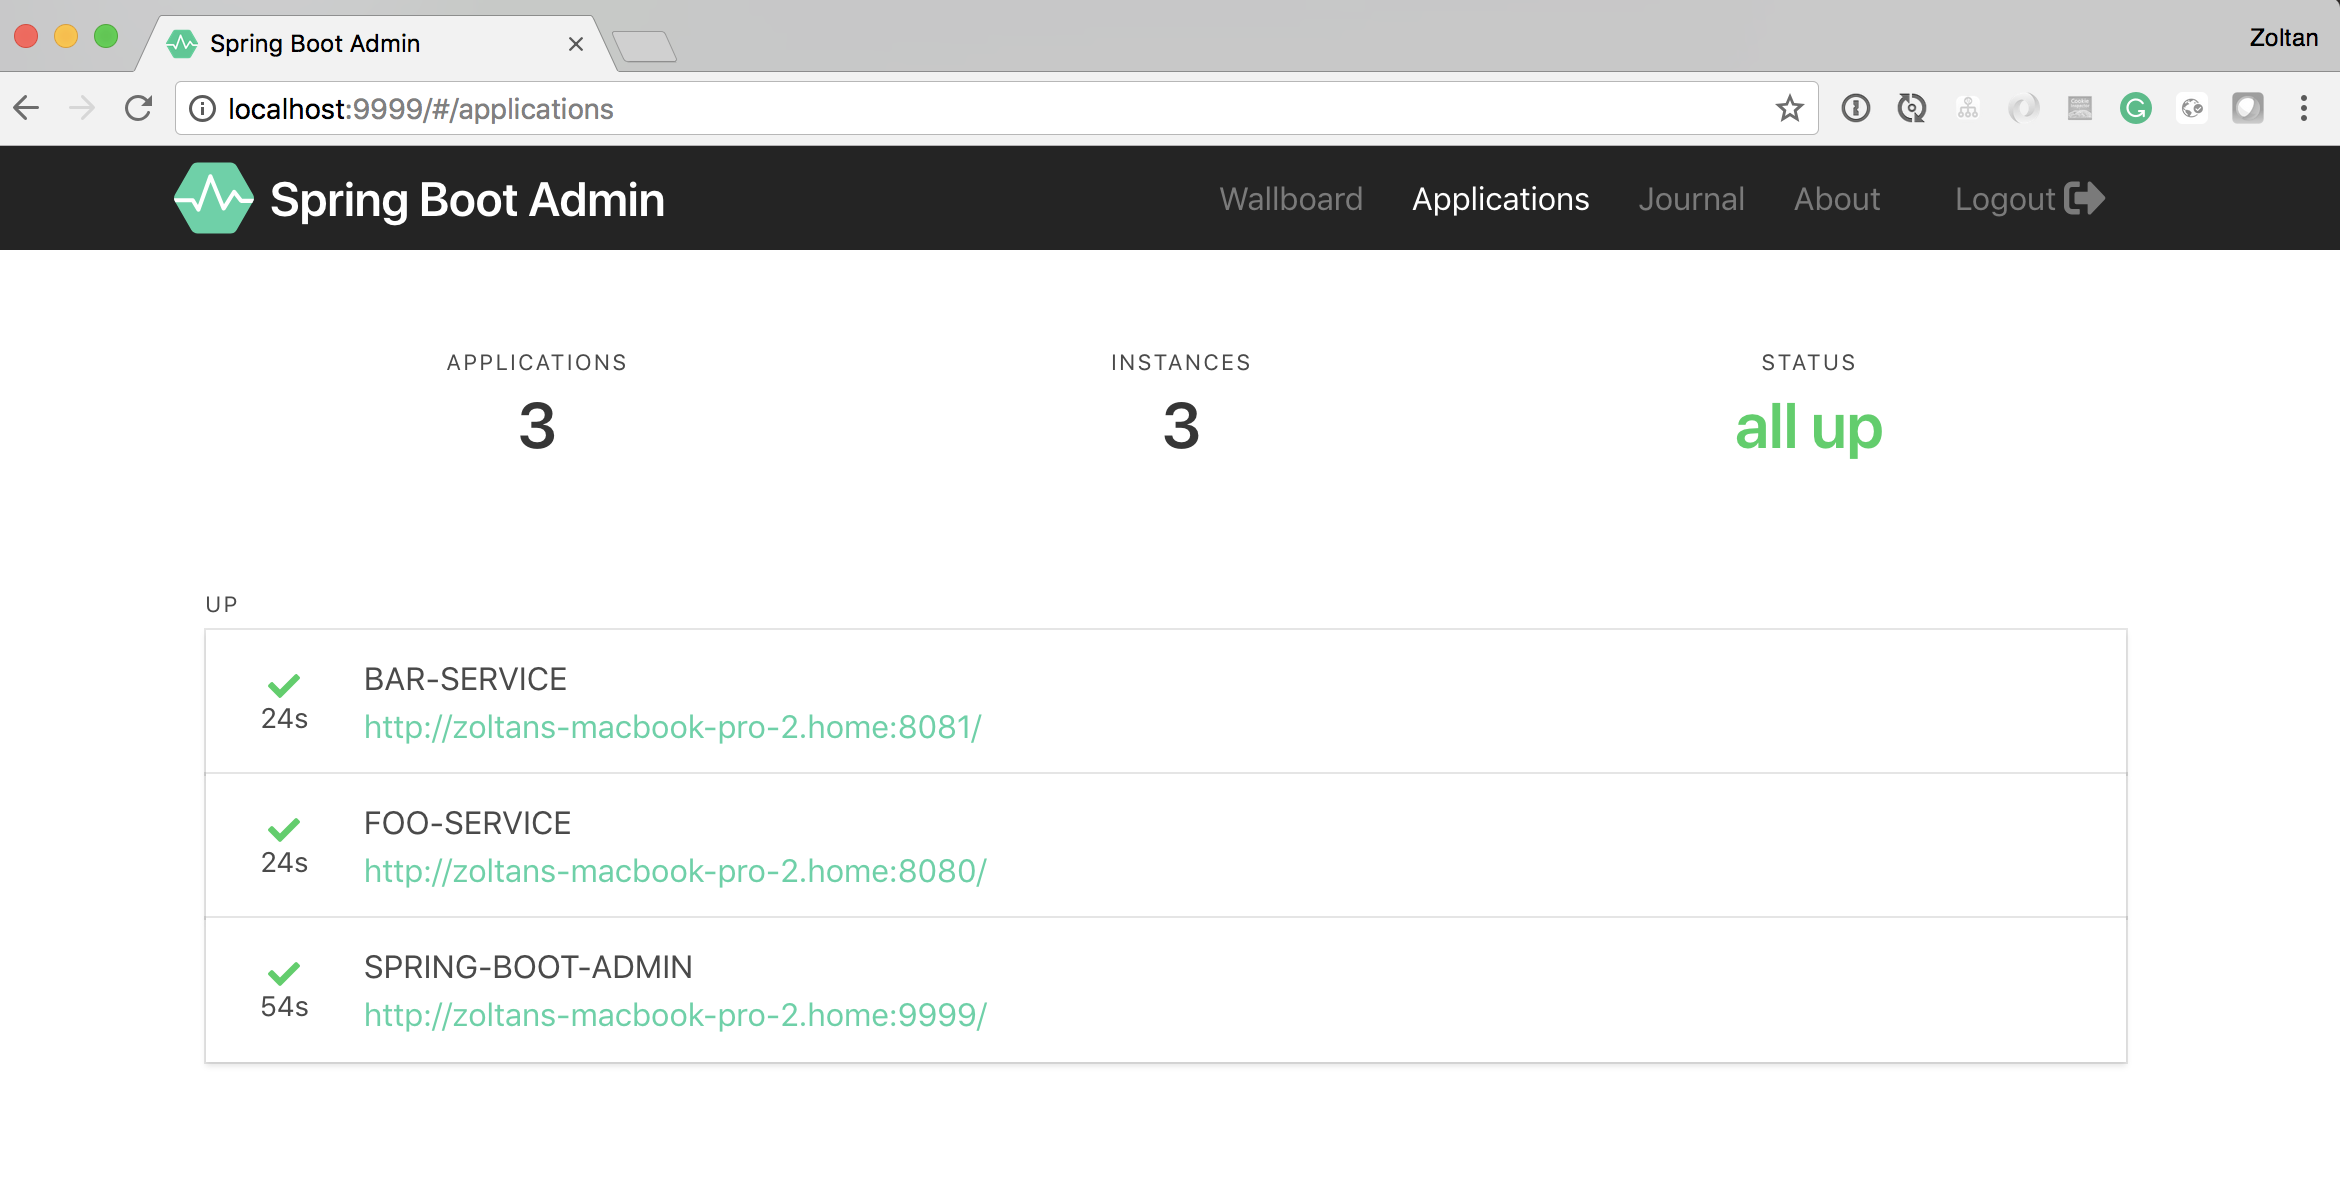 Spring Boot Admin
Zoltan
localhost:9999/#/applications
Spring Boot Admin
Wallboard Applications Journal About Logout
APPLICATIONS INSTANCES STATUS
3 3 all up
UP
BAR-SERVICE
24s
http://zoltans-macbook-pro-2.home:8081/
FOO-SERVICE
24s
http://zoltans-macbook-pro-2.home:8080/
SPRING-BOOT-ADMIN
54s
http://zoltans-macbook-pro-2.home:9999/